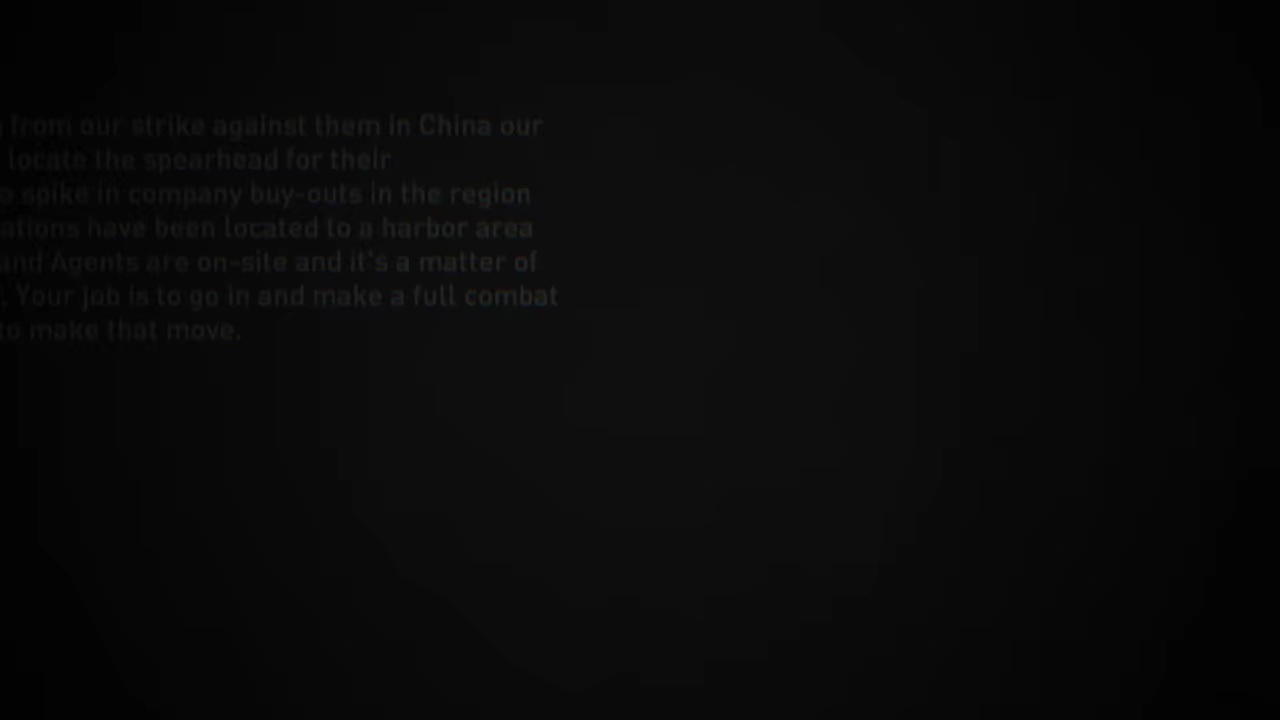 from our strike against them in China our
locate the spearhead for their
a spike in company buy-outs in the region
ations have been located to a harbor area
and Agents are on-site and it's a matter of
. Your job is to go in and make a full combat
to make that move.